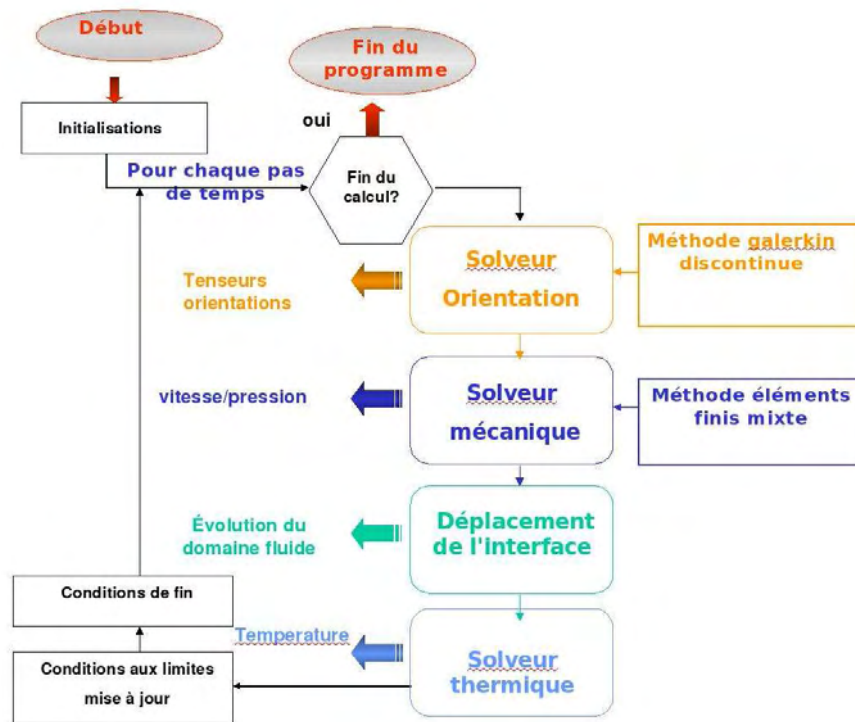 Début
Fin du
programme
oui
Initialisations
Pour chaque pas
de temps
Fin du
calcul?
Solveur
Orientation
Méthode galerkin
discontinue
Tenseurs
orientations
Solveur
mécanique
Méthode éléments
finis mixte
vitesse/pression
Déplacement
de l'interface
Évolution du
domaine fluide
Conditions de fin
Temperature
Solveur
thermique
Conditions aux limites
mise à jour